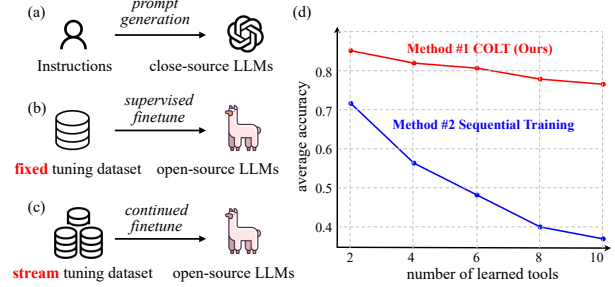 (a)
prompt
generation
Instructions
close-source LLMs
(b)
supervised
finetune
fixed tuning dataset
open-source LLMs
(c)
continued
finetune
stream tuning dataset
open-source LLMs
(d)
Method #1 COLT (Ours)
Method #2 Sequential Training
average accuracy
0.8
0.7
0.6
0.5
0.4
2
4
6
8
10
number of learned tools